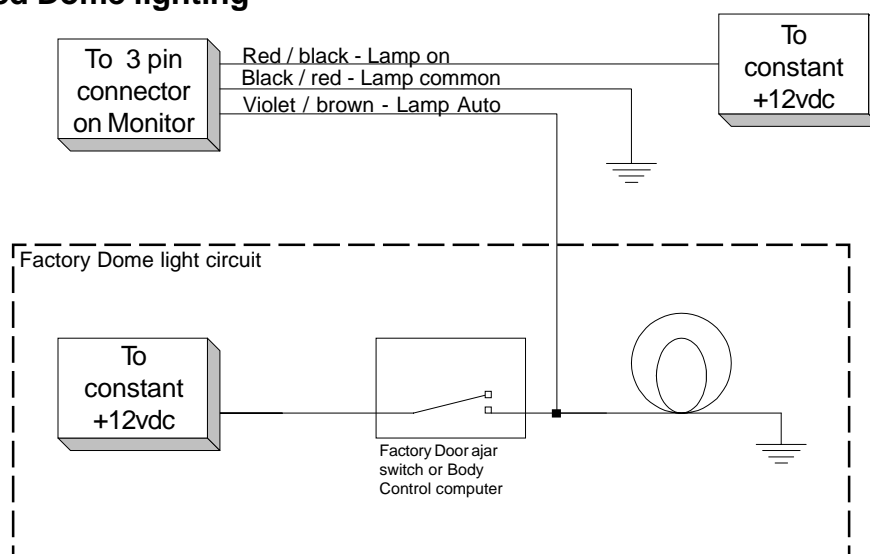 Dome lighting
To 3 pin
connector
on Monitor
Red / black - Lamp on
Black / red - Lamp common
Violet / brown - Lamp Auto
To
constant
+12vdc
Factory Dome light circuit
To
constant
+12vdc
Factory Door ajar
switch or Body
Control computer